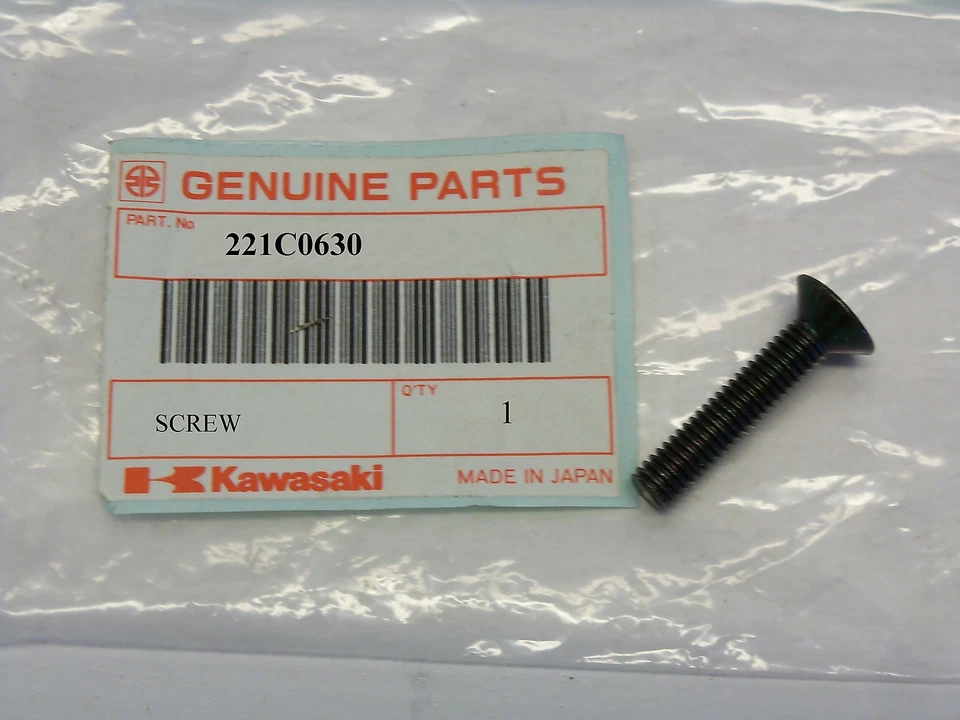 GENUINE PARTS
PART. No
221C0630
Q'TY
SCREW
1
Kawasaki
MADE IN JAPAN